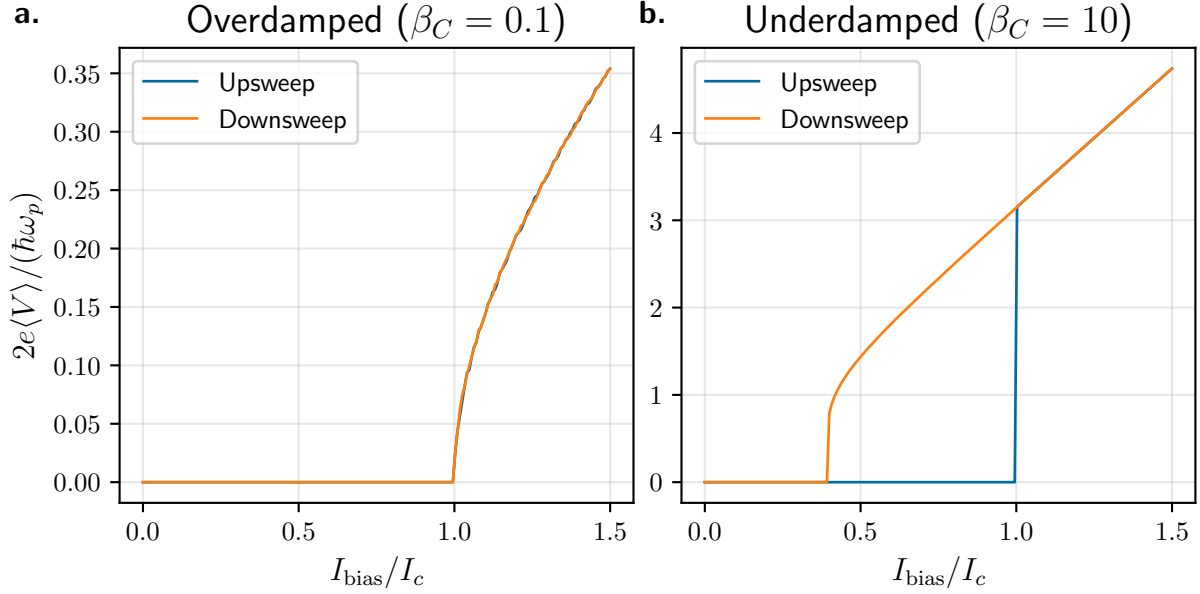 a.
Overdamped (β_C = 0.1)
Upsweep
Downsweep
0.35
0.30
0.25
0.20
0.15
0.10
0.05
0.00
2e⟨V⟩/(ħω_p)
0.0 0.5 1.0 1.5
I_bias/I_c
b.
Underdamped (β_C = 10)
Upsweep
Downsweep
4
3
2
1
0
0.0 0.5 1.0 1.5
I_bias/I_c